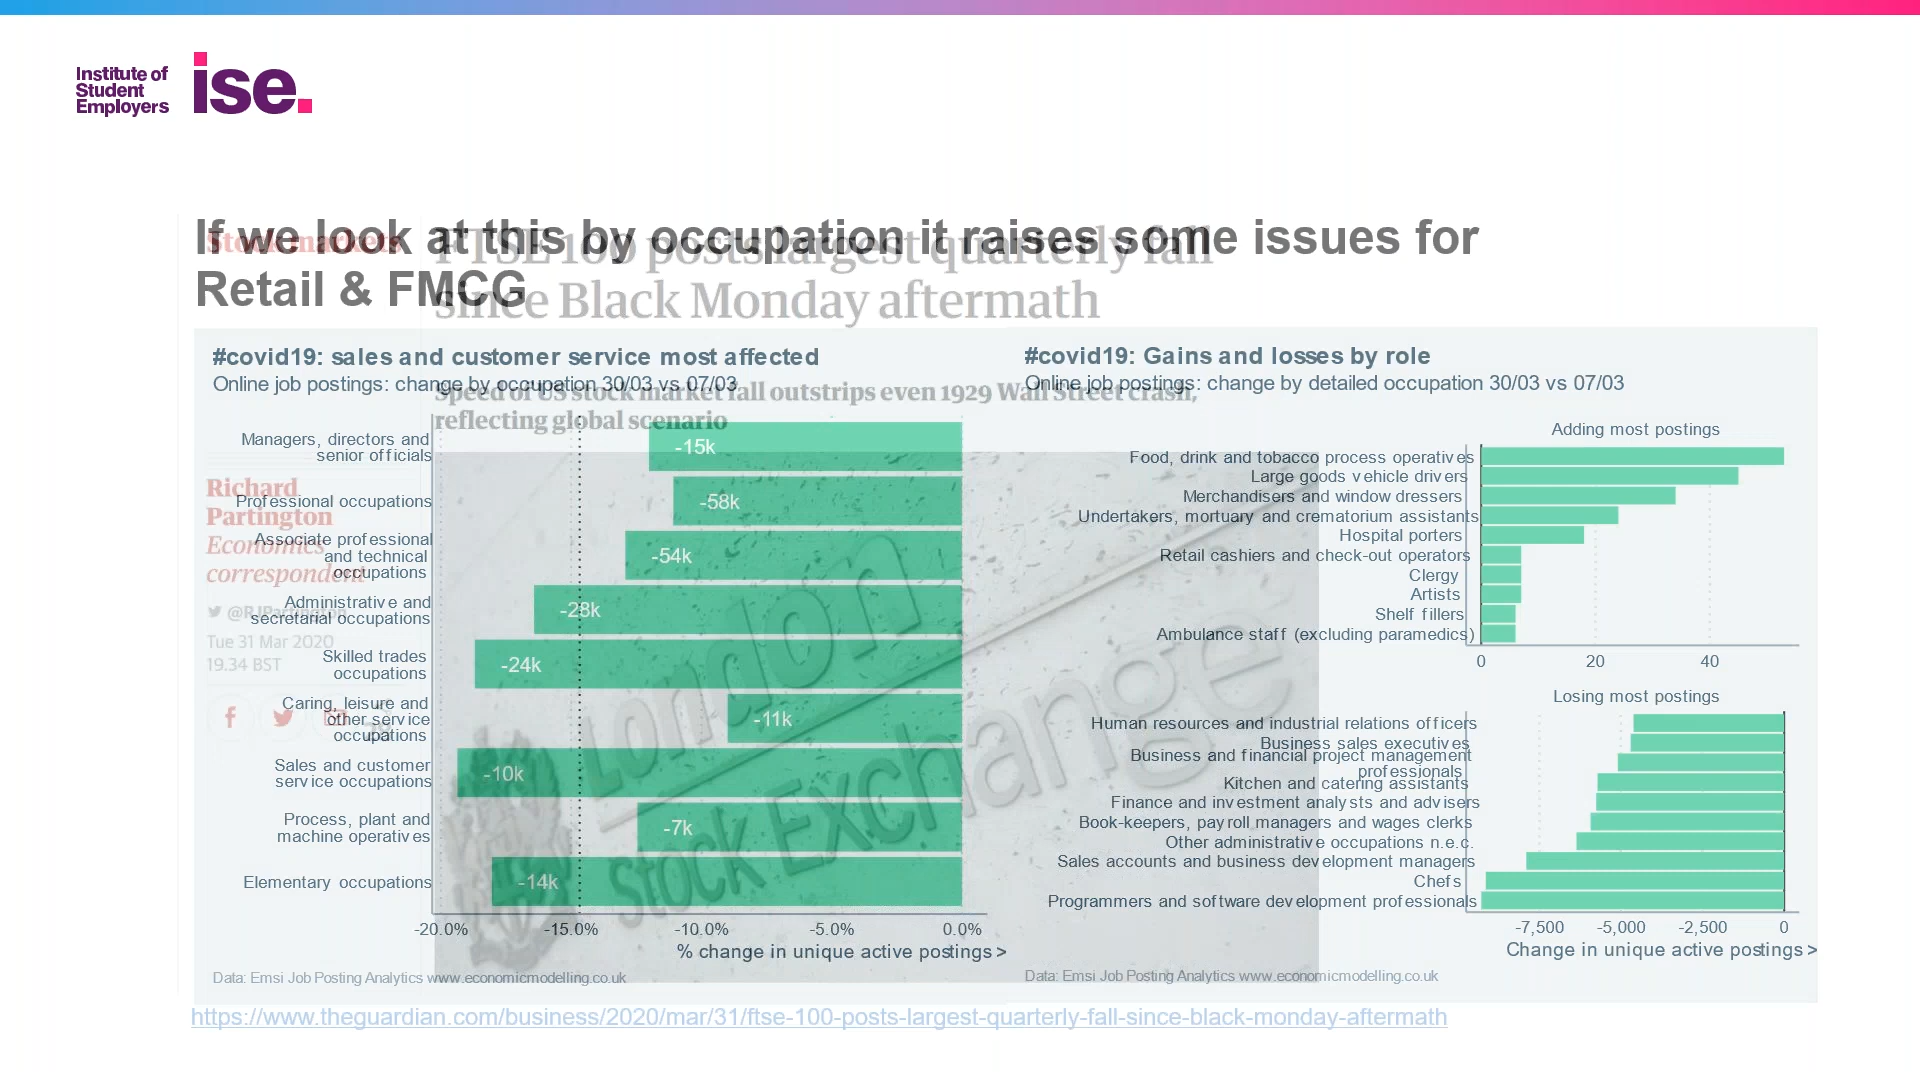 Institute of
Student
Employers
ise.
If we look at this by occupation it raises some issues for
Retail & FMCG
Stock markets
FTSE 100 posts largest quarterly fall
since Black Monday aftermath
Speed of US stock market fall outstrips even 1929 Wall Street crash,
reflecting global scenario
Richard
Partington
Economics
correspondent
@RJPartington
Tue 31 Mar 2020
19.34 BST
London
Stock Exchange
#covid19: sales and customer service most affected
Online job postings: change by occupation 30/03 vs 07/03
Managers, directors and
senior officials
-15k
Professional occupations
-58k
Associate professional
and technical
occupations
-54k
Administrative and
secretarial occupations
-28k
Skilled trades
occupations
-24k
Caring, leisure and
other service
occupations
-11k
Sales and customer
service occupations
-10k
Process, plant and
machine operatives
-7k
Elementary occupations
-14k
-20.0% -15.0% -10.0% -5.0% 0.0%
% change in unique active postings >
Data: Emsi Job Posting Analytics www.economicmodelling.co.uk
#covid19: Gains and losses by role
Online job postings: change by detailed occupation 30/03 vs 07/03
Adding most postings
Food, drink and tobacco process operatives
Large goods vehicle drivers
Merchandisers and window dressers
Undertakers, mortuary and crematorium assistants
Hospital porters
Retail cashiers and check-out operators
Clergy
Artists
Shelf fillers
Ambulance staff (excluding paramedics)
0 20 40
Losing most postings
Human resources and industrial relations officers
Business sales executives
Business and financial project management
professionals
Kitchen and catering assistants
Finance and investment analysts and advisers
Book-keepers, payroll managers and wages clerks
Other administrative occupations n.e.c.
Sales accounts and business development managers
Chefs
Programmers and software development professionals
-7,500 -5,000 -2,500 0
Change in unique active postings >
Data: Emsi Job Posting Analytics www.economicmodelling.co.uk
https://www.theguardian.com/business/2020/mar/31/ftse-100-posts-largest-quarterly-fall-since-black-monday-aftermath